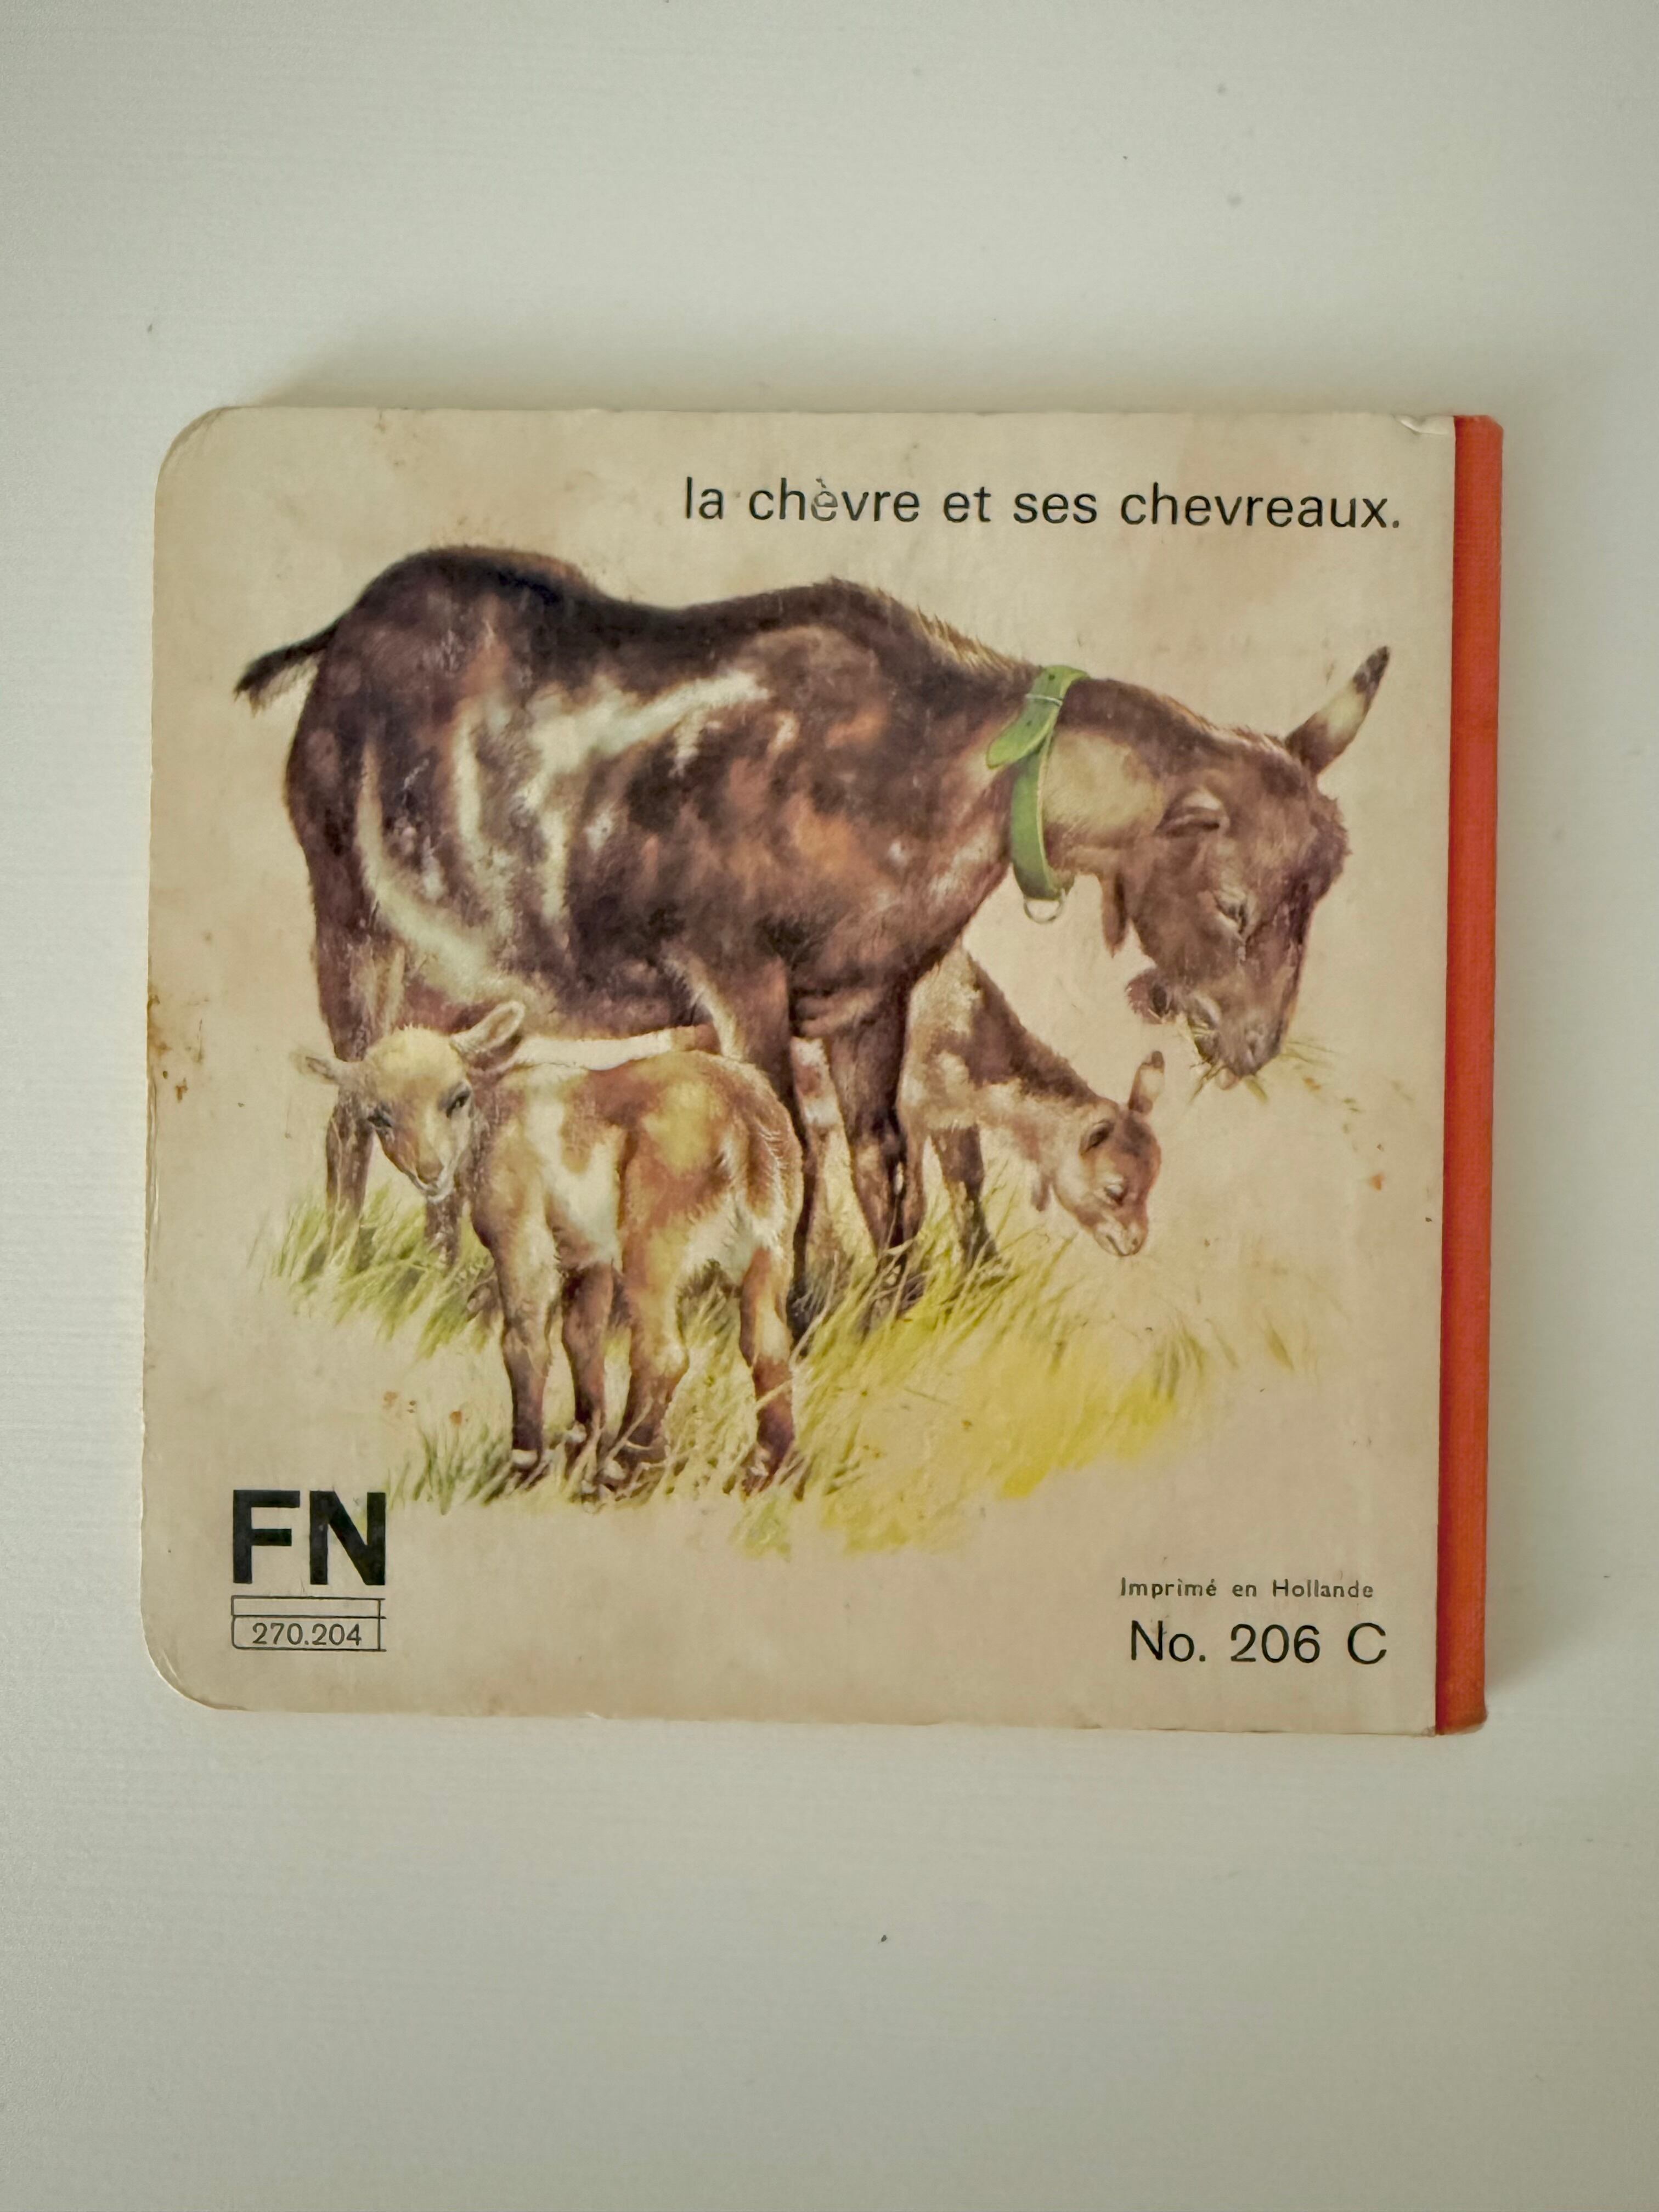 la chèvre et ses chevreaux.
FN
270.204
Imprimé en Hollande
No. 206 C